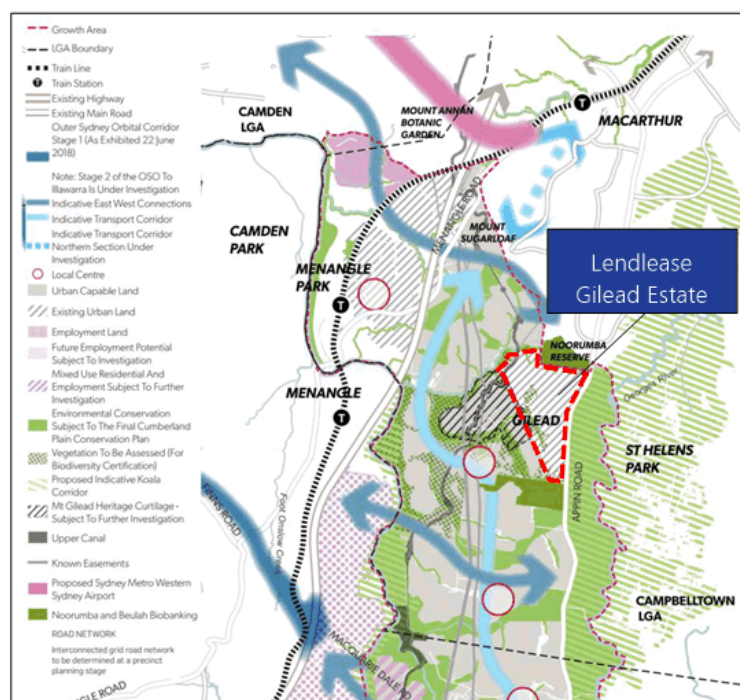 Growth Area
LGA Boundary
Train Line
T
Train Station
Existing Highway
Existing Main Road
Outer Sydney Orbital Corridor
Stage 1 (As Exhibited 22 June
2018)
Note: Stage 2 of the OSO To
Illawarra Is Under Investigation
Indicative East West Connections
Indicative Transport Corridor
Indicative Transport Corridor
Northern Section Under
Investigation
Local Centre
Urban Capable Land
Existing Urban Land
Employment Land
Future Employment Potential
Subject To Investigation
Mixed Use Residential And
Employment Subject To Further
Investigation
Environmental Conservation
Subject To The Final Cumberland
Plain Conservation Plan
Vegetation To Be Assessed (For
Biodiversity Certification)
Proposed Indicative Koala
Corridor
Mt Gilead Heritage Curtilage -
Subject To Further Investigation
Upper Canal
Known Easements
Proposed Sydney Metro Western
Sydney Airport
Noorumba and Beulah Biobanking
ROAD NETWORK
Interconnected grid road network
to be determined at a precinct
planning stage
CAMDEN
LGA
MOUNT ANNAN
BOTANIC
GARDEN
T
MACARTHUR
CAMDEN
PARK
MENANGLE ROAD
MOUNT
SUGARLOAF
MENANGLE
PARK
T
Lendlease
Gilead Estate
NOORUMBA
RESERVE
Georges River
MENANGLE
T
GILEAD
ST HELENS
PARK
APPIN ROAD
Foot Onslow Creek
CAMPBELLTOWN
LGA